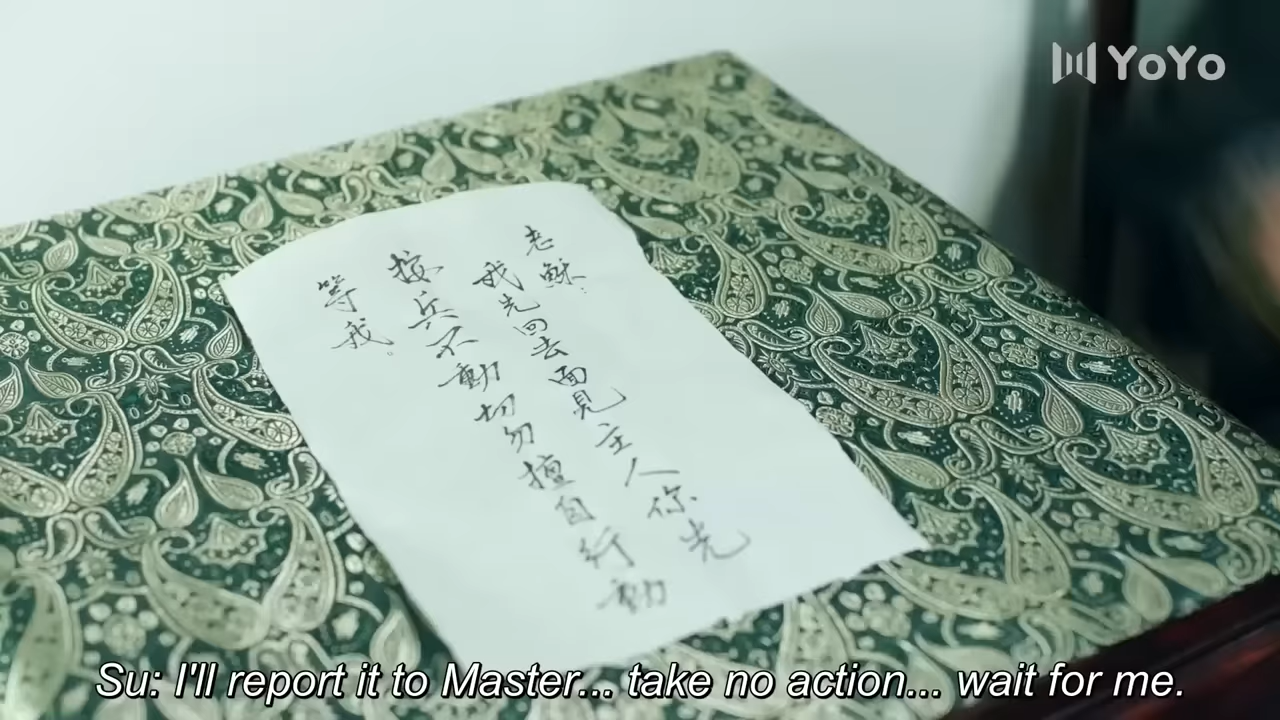 YoYo
老穌:
我先回去面見主人你先
按兵不動切勿擅自行動
等我。
Su: I'll report it to Master... take no action... wait for me.